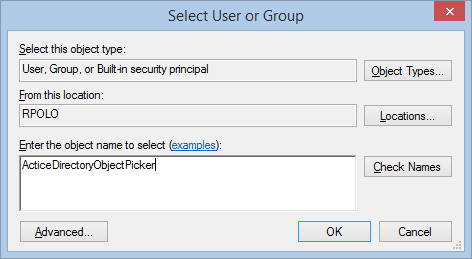 Select User or Group
Select this object type:
User, Group, or Built-in security principal
Object Types...
From this location:
RPOLO
Locations...
Enter the object name to select (examples):
ActiceDirectoryObjectPicker
Check Names
Advanced...
OK
Cancel